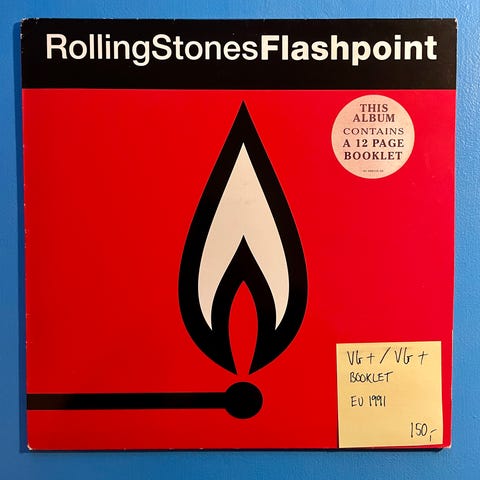 RollingStonesFlashpoint
THIS
ALBUM
CONTAINS
A 12 PAGE
BOOKLET
VG+/VG+
BOOKLET
EU 1991
150,-